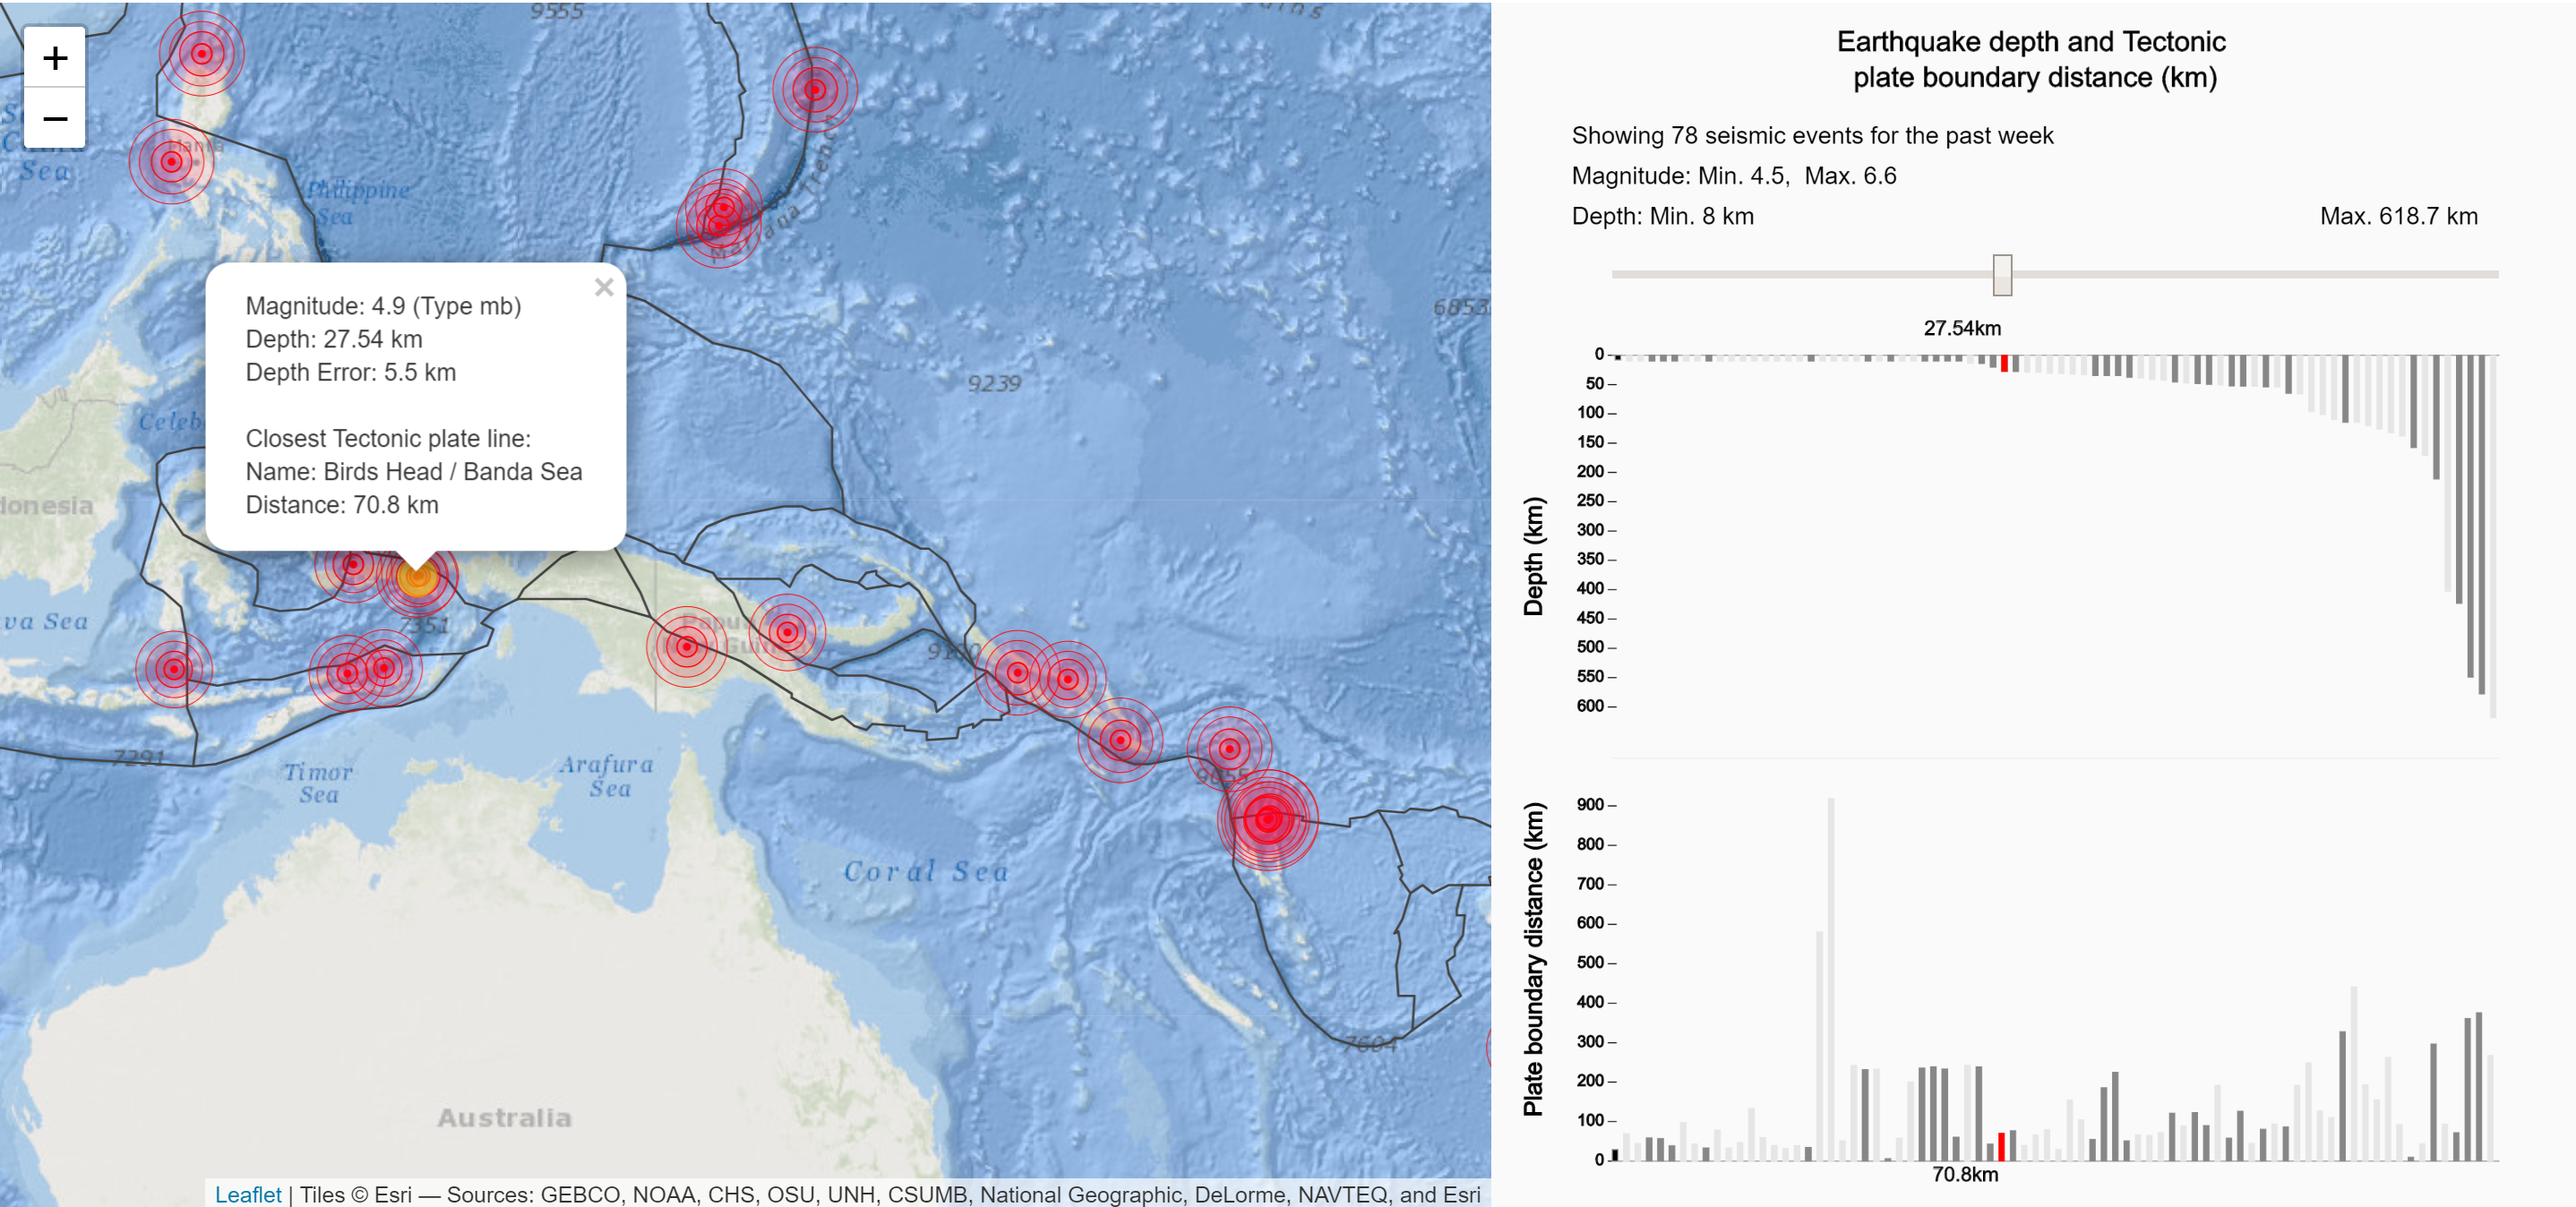 +
−
9555
Sea
Manila
Philippine
Sea
Mariana Trench
6853
9239
Magnitude: 4.9 (Type mb)
Depth: 27.54 km
Depth Error: 5.5 km
Closest Tectonic plate line:
Name: Birds Head / Banda Sea
Distance: 70.8 km
×
Celeb
donesia
va Sea
7351
Papu
Guinea
7291
Timor
Sea
Arafura
Sea
Coral Sea
7604
Australia
Leaflet | Tiles © Esri — Sources: GEBCO, NOAA, CHS, OSU, UNH, CSUMB, National Geographic, DeLorme, NAVTEQ, and Esri
Earthquake depth and Tectonic
plate boundary distance (km)
Showing 78 seismic events for the past week
Magnitude: Min. 4.5, Max. 6.6
Depth: Min. 8 km Max. 618.7 km
27.54km
Depth (km)
0
50
100
150
200
250
300
350
400
450
500
550
600
Plate boundary distance (km)
900
800
700
600
500
400
300
200
100
0
70.8km